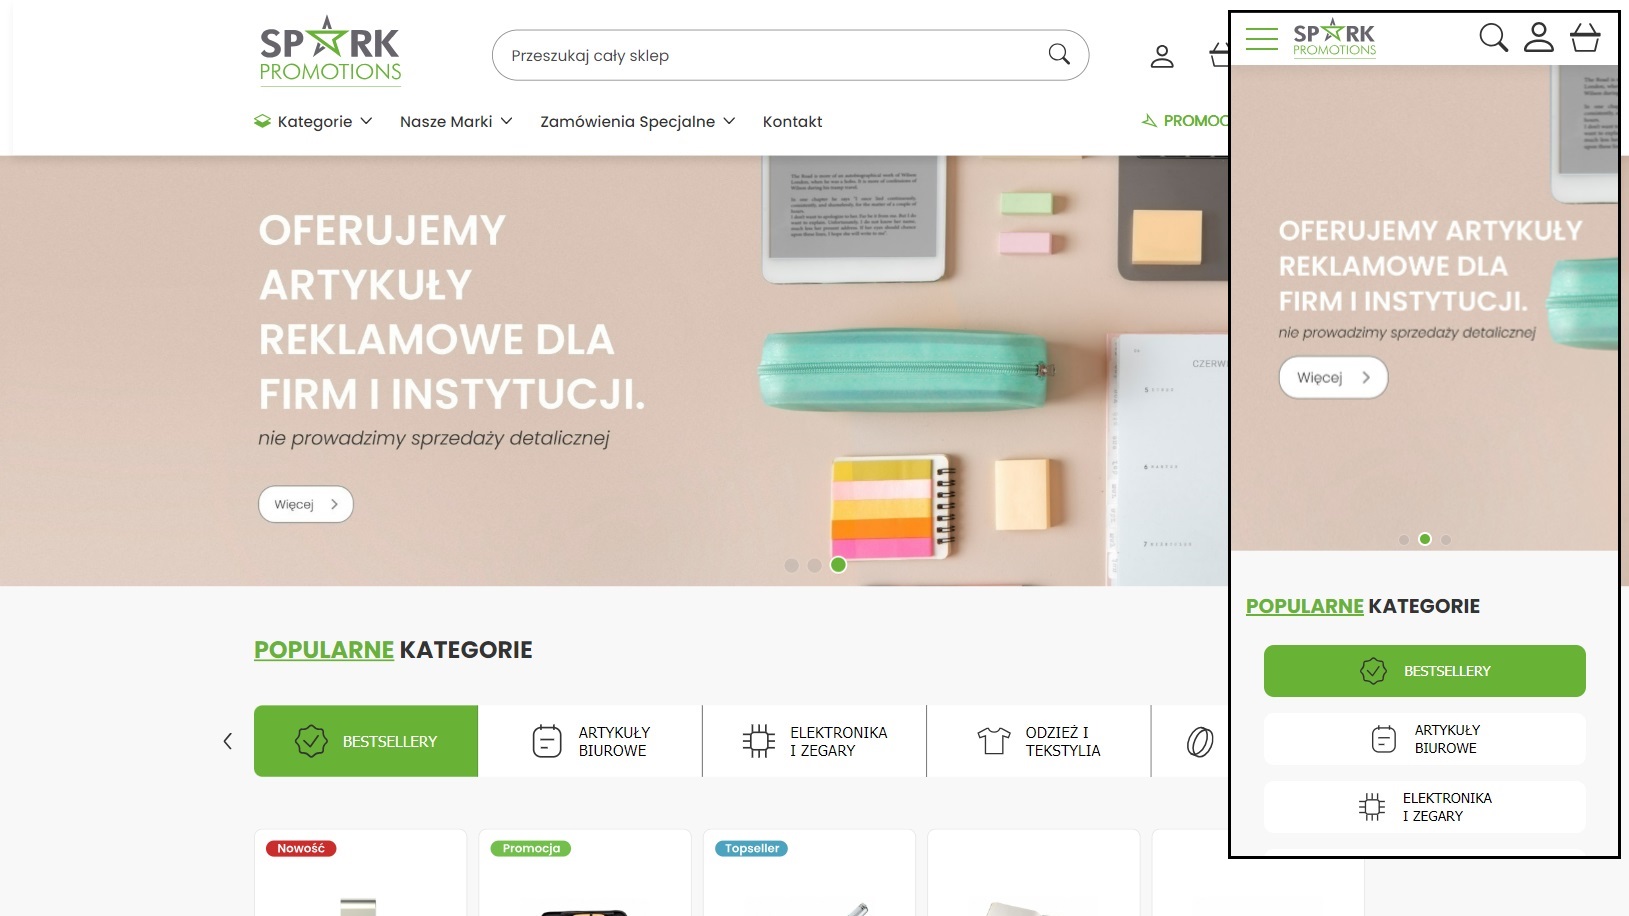 SPARK
PROMOTIONS
Przeszukaj cały sklep
Kategorie
Nasze Marki
Zamówienia Specjalne
Kontakt
OFERUJEMY
ARTYKUŁY
REKLAMOWE DLA
FIRM I INSTYTUCJI.
nie prowadzimy sprzedaży detalicznej
Więcej
POPULARNE KATEGORIE
BESTSELLERY
ARTYKUŁY
BIUROWE
ELEKTRONIKA
I ZEGARY
ODZIEŻ I
TEKSTYLIA
Nowość
Promocja
Topseller
SPARK
PROMOTIONS
OFERUJEMY ARTYKUŁY
REKLAMOWE DLA
FIRM I INSTYTUCJI.
nie prowadzimy sprzedaży detalicznej
Więcej
POPULARNE KATEGORIE
BESTSELLERY
ARTYKUŁY
BIUROWE
ELEKTRONIKA
I ZEGARY